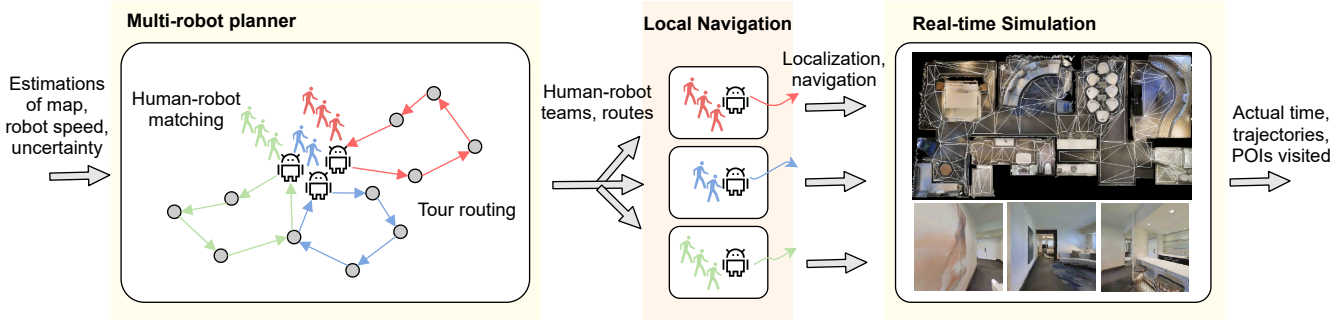 Multi-robot planner
Local Navigation
Real-time Simulation
Estimations
of map,
robot speed,
uncertainty
Human-robot
matching
Tour routing
Human-robot
teams, routes
Localization,
navigation
Actual time,
trajectories,
POIs visited